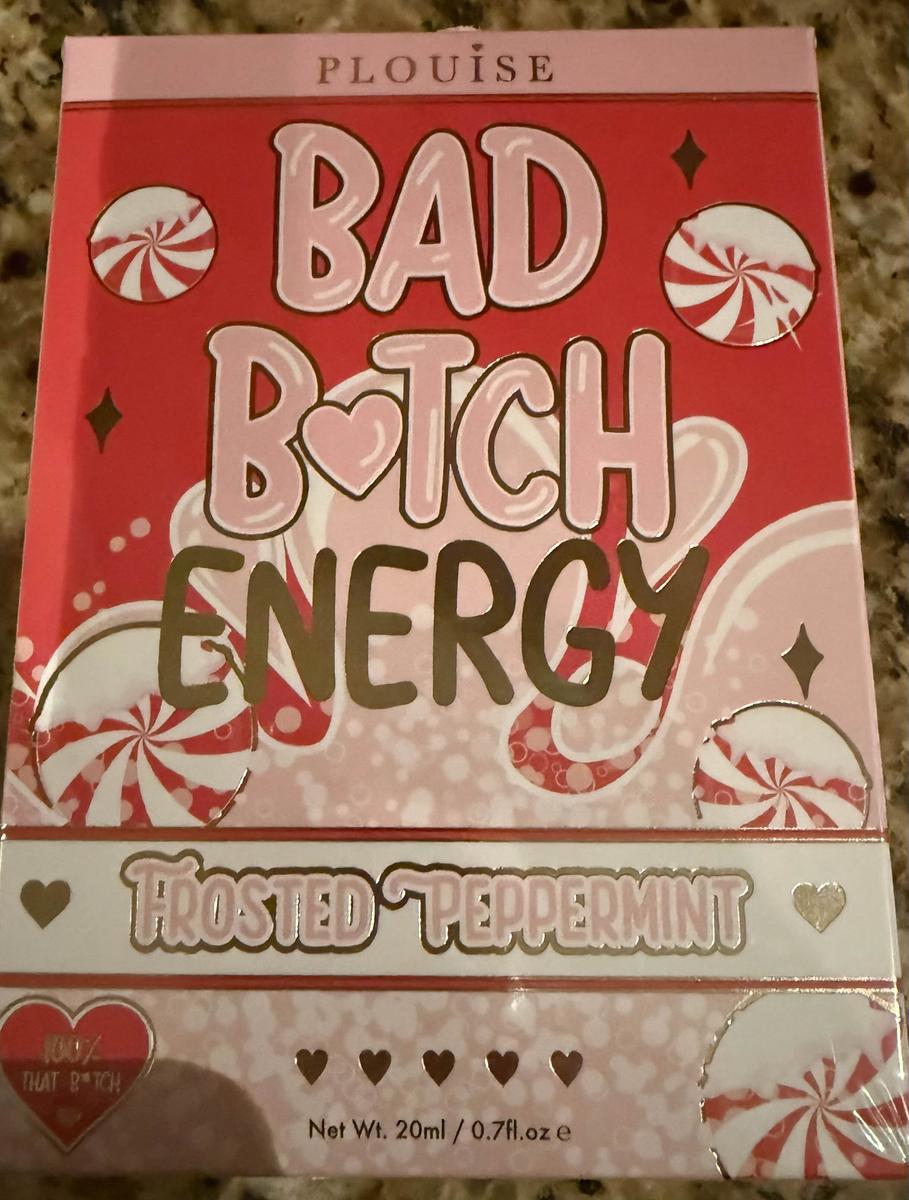 PLOUISE
BAD
B♥TCH
ENERGY
FROSTED PEPPERMINT
100%
THAT B*TCH
Net Wt. 20ml / 0.7fl.oz ℮